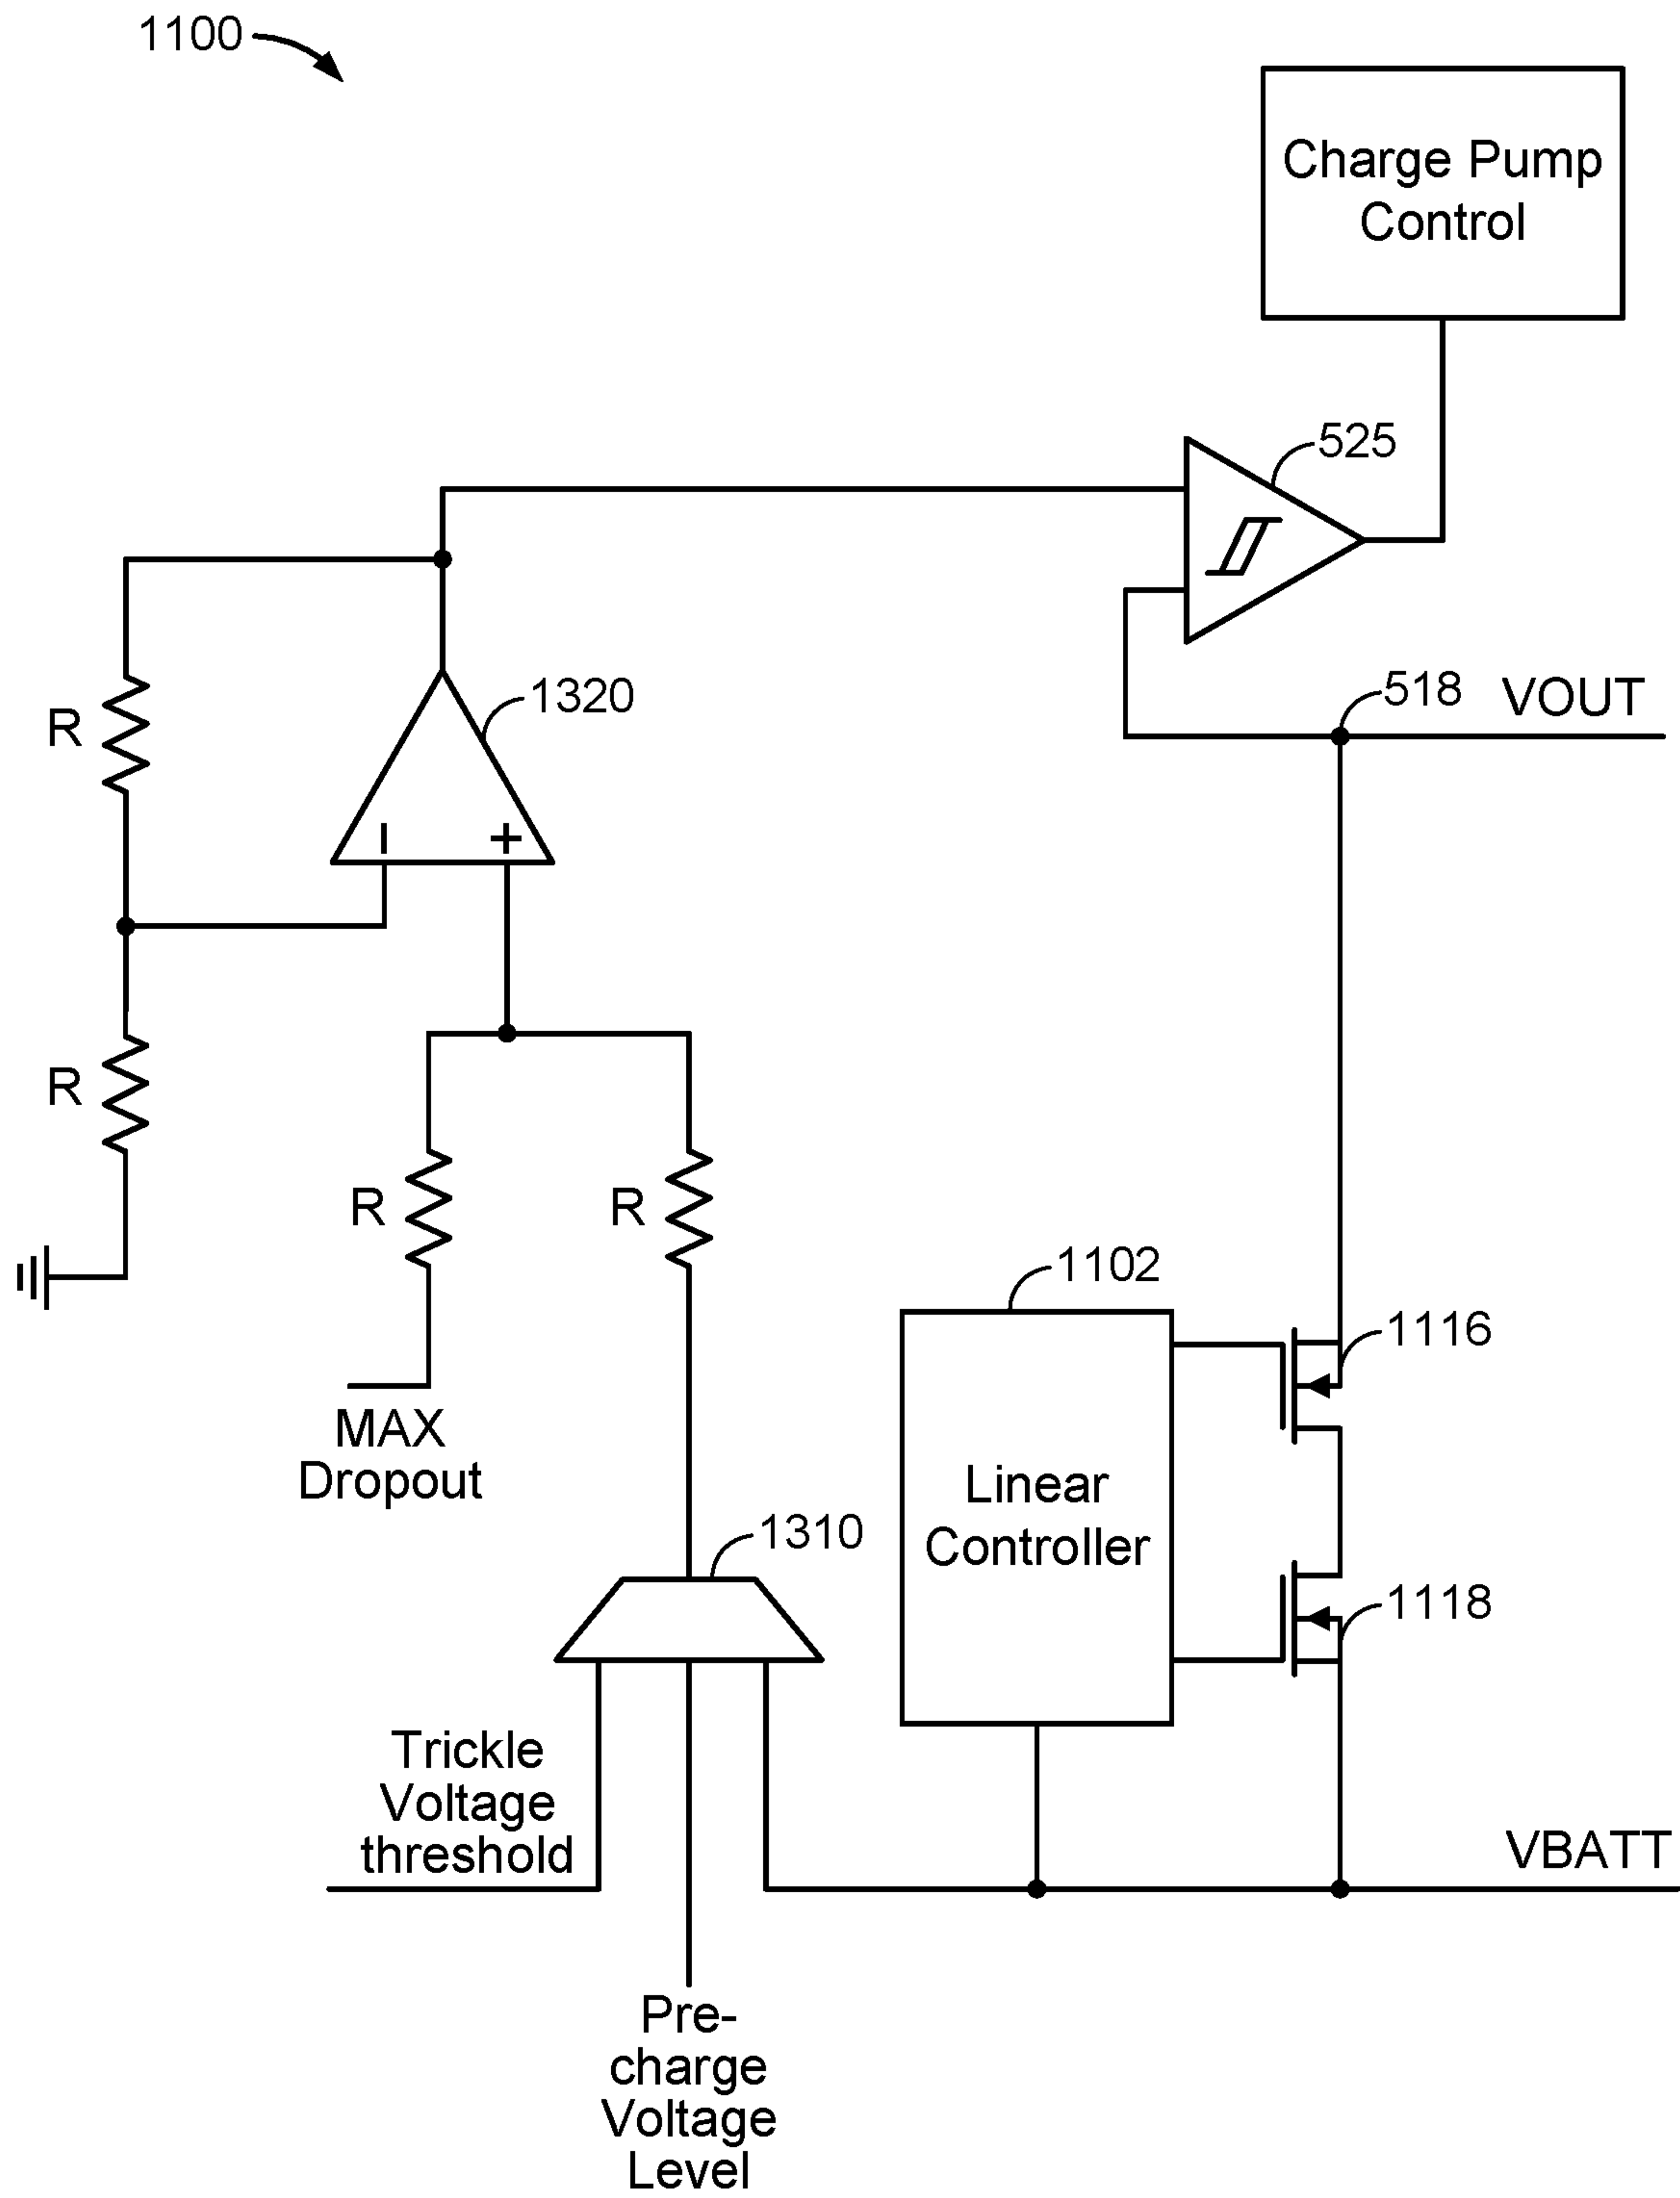 1100
Charge Pump
Control
525
1320
518
VOUT
R
−
+
R
R
R
1102
1116
MAX
Dropout
Linear
Controller
1310
1118
Trickle
Voltage
threshold
VBATT
Pre-
charge
Voltage
Level